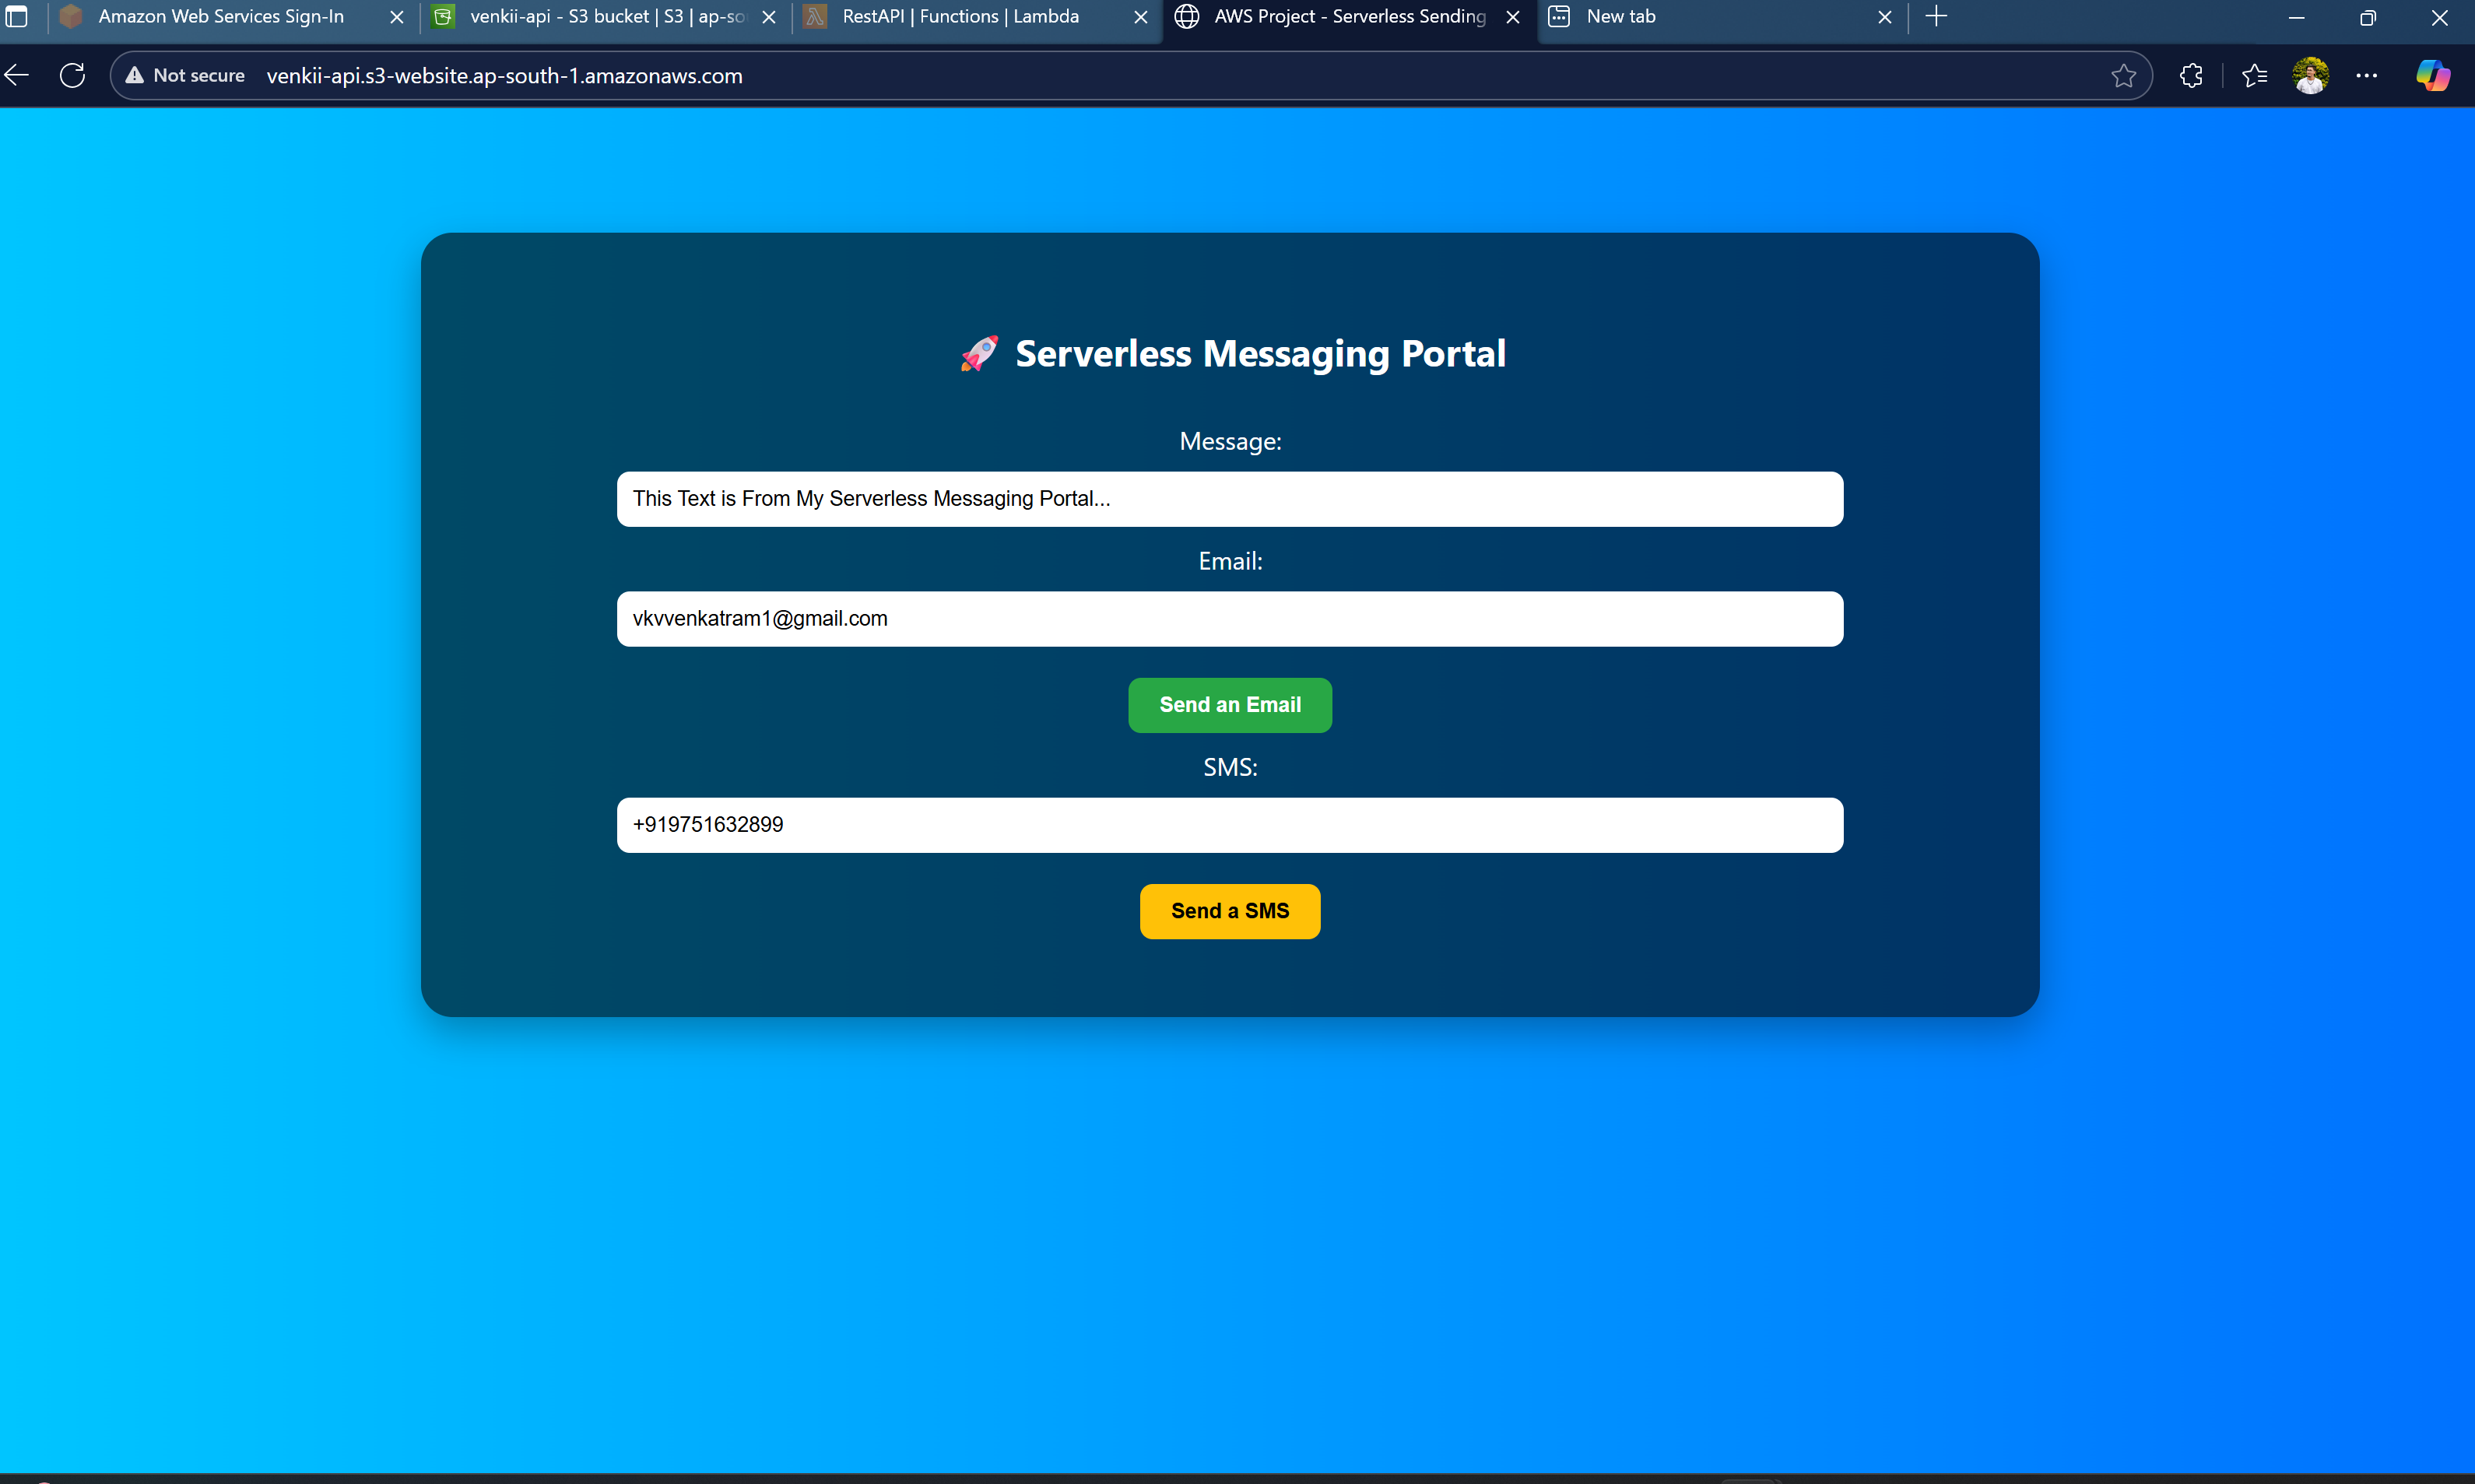 Amazon Web Services Sign-In
venkii-api - S3 bucket | S3 | ap-so
RestAPI | Functions | Lambda
AWS Project - Serverless Sending
New tab
Not secure
venkii-api.s3-website.ap-south-1.amazonaws.com
🚀 Serverless Messaging Portal
Message:
This Text is From My Serverless Messaging Portal...
Email:
vkvvenkatram1@gmail.com
Send an Email
SMS:
+919751632899
Send a SMS